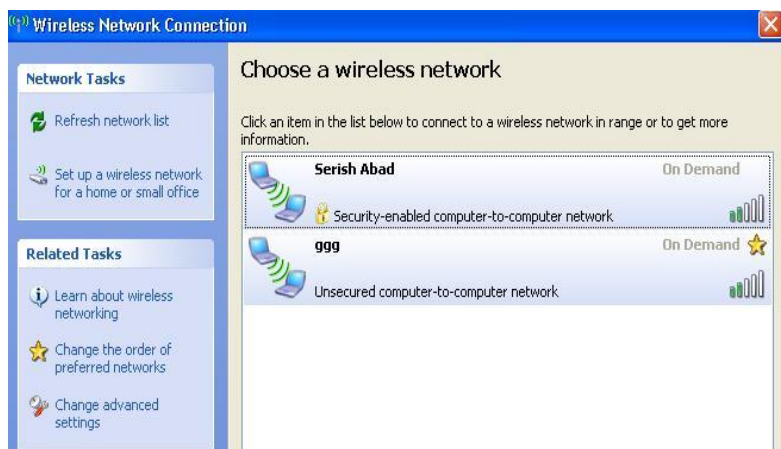 Wireless Network Connection
Network Tasks
Refresh network list
Set up a wireless network
for a home or small office
Related Tasks
Learn about wireless
networking
Change the order of
preferred networks
Change advanced
settings
Choose a wireless network
Click an item in the list below to connect to a wireless network in range or to get more
information.
Serish Abad On Demand
Security-enabled computer-to-computer network
ggg On Demand
Unsecured computer-to-computer network